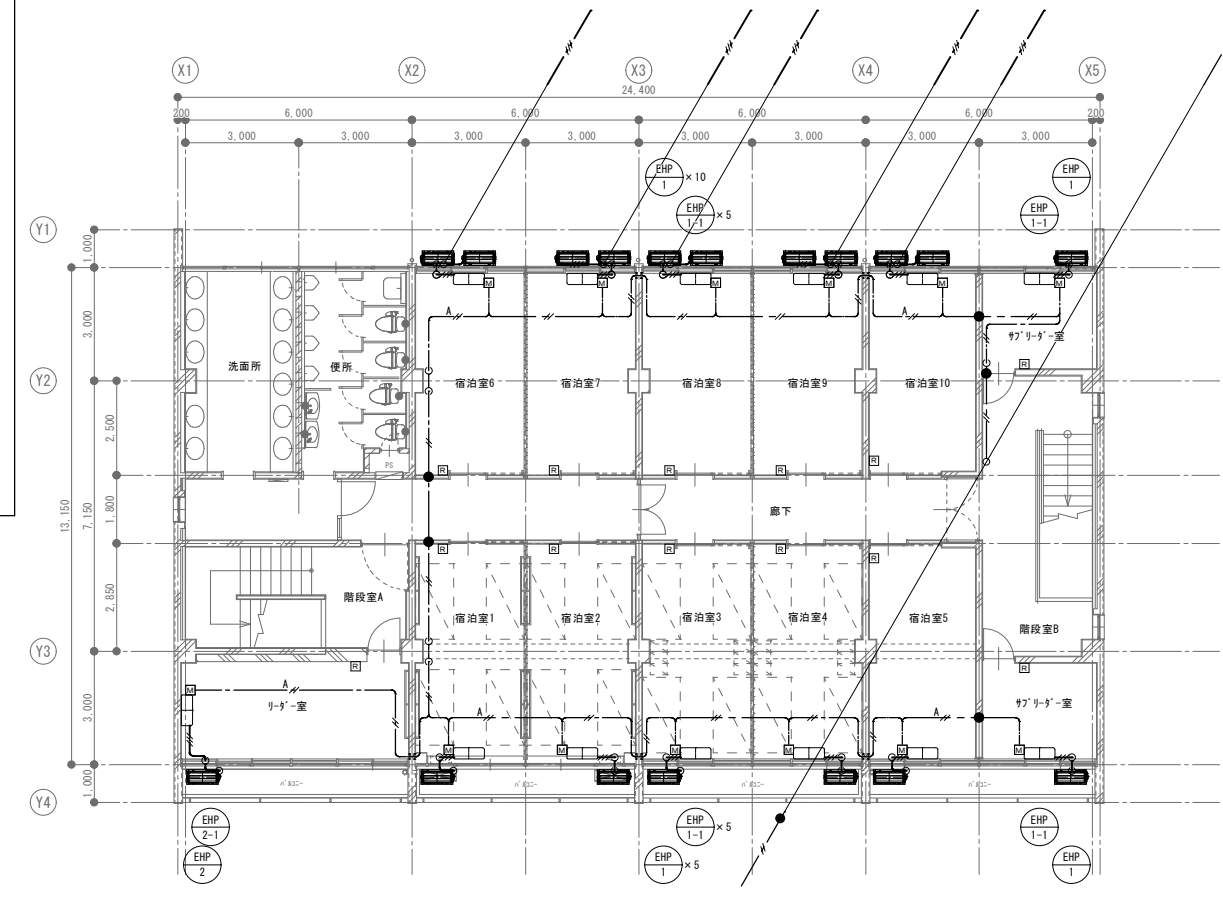 X1
X2
X3
X4
X5
24,400
200
6,000
6,000
6,000
6,000
200
3,000
3,000
3,000
3,000
3,000
3,000
3,000
3,000
EHP
1
×10
EHP
1
EHP
1-1
×5
EHP
1-1
Y1
1,000
M
M
M
M
M
M
A
A
3,000
サブリーダー室
R
洗面所
便所
Y2
宿泊室6
宿泊室7
宿泊室8
宿泊室9
宿泊室10
2,500
PS
R
R
R
R
R
13,150
7,150
1,800
廊下
R
R
R
R
R
2,850
階段室A
宿泊室1
宿泊室2
宿泊室3
宿泊室4
宿泊室5
階段室B
Y3
R
R
M
A
リーダー室
3,000
A
A
サブリーダー室
M
M
M
M
M
M
1,000
バルコニー
バルコニー
バルコニー
バルコニー
Y4
EHP
2-1
EHP
1-1
×5
EHP
1-1
EHP
2
EHP
1
×5
EHP
1